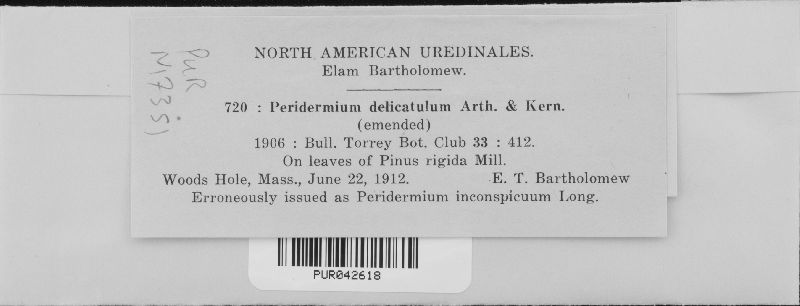 PUR
NORTH AMERICAN UREDINALES.
Elam Bartholomew.
720 : Peridermium delicatulum Arth. & Kern.
(emended)
1906 : Bull. Torrey Bot. Club 33 : 412.
On leaves of Pinus rigida Mill.
Woods Hole, Mass., June 22, 1912. E. T. Bartholomew
Erroneously issued as Peridermium inconspicuum Long.
PUR042618